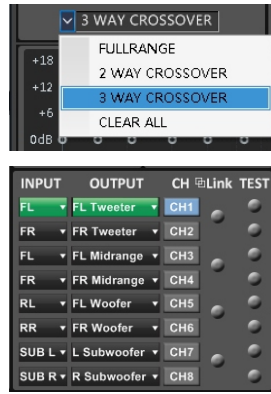 3 WAY CROSSOVER
FULLRANGE
2 WAY CROSSOVER
3 WAY CROSSOVER
CLEAR ALL
+18
+12
+6
0dB
INPUT OUTPUT CH Link TEST
FL FL Tweeter CH1
FR FR Tweeter CH2
FL FL Midrange CH3
FR FR Midrange CH4
RL FL Woofer CH5
RR FR Woofer CH6
SUB L L Subwoofer CH7
SUB R R Subwoofer CH8